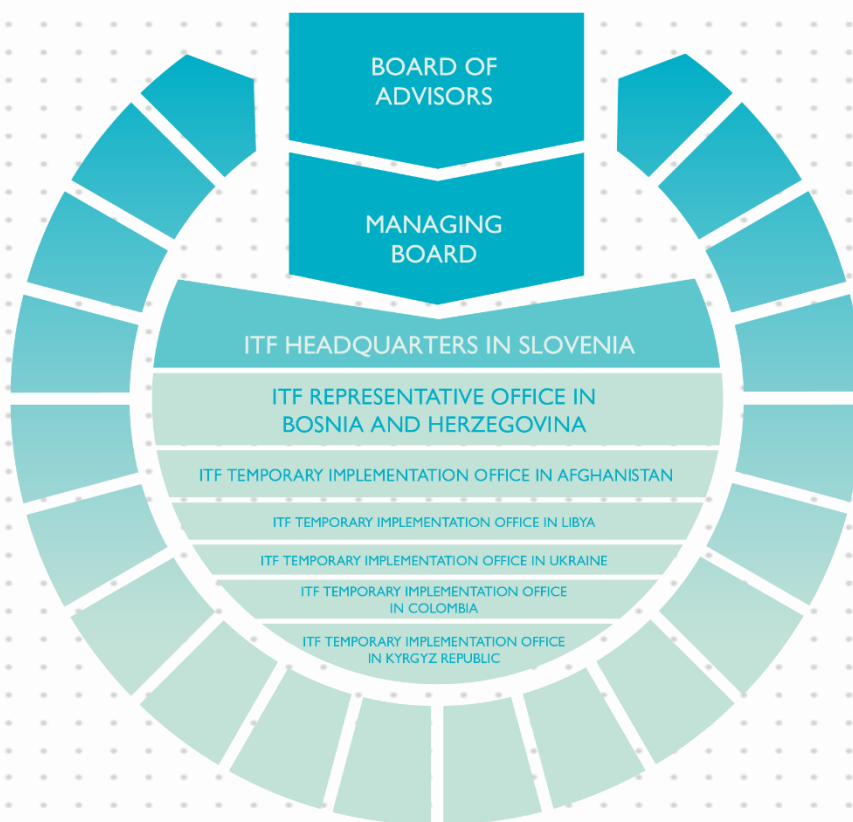 BOARD OF
ADVISORS
MANAGING
BOARD
ITF HEADQUARTERS IN SLOVENIA
ITF REPRESENTATIVE OFFICE IN
BOSNIA AND HERZEGOVINA
ITF TEMPORARY IMPLEMENTATION OFFICE IN AFGHANISTAN
ITF TEMPORARY IMPLEMENTATION OFFICE IN LIBYA
ITF TEMPORARY IMPLEMENTATION OFFICE IN UKRAINE
ITF TEMPORARY IMPLEMENTATION OFFICE
IN COLOMBIA
ITF TEMPORARY IMPLEMENTATION OFFICE
IN KYRGYZ REPUBLIC